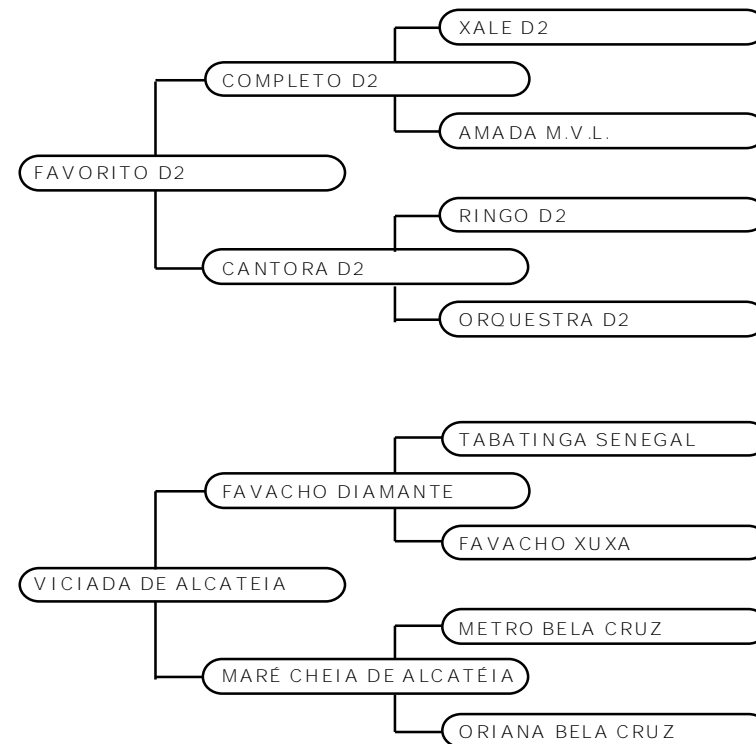 XALE D2
COMPLETO D2
AMADA M.V.L.
FAVORITO D2
RINGO D2
CANTORA D2
ORQUESTRA D2
TABATINGA SENEGAL
FAVACHO DIAMANTE
FAVACHO XUXA
VICIADA DE ALCATEIA
METRO BELA CRUZ
MARÉ CHEIA DE ALCATÉIA
ORIANA BELA CRUZ